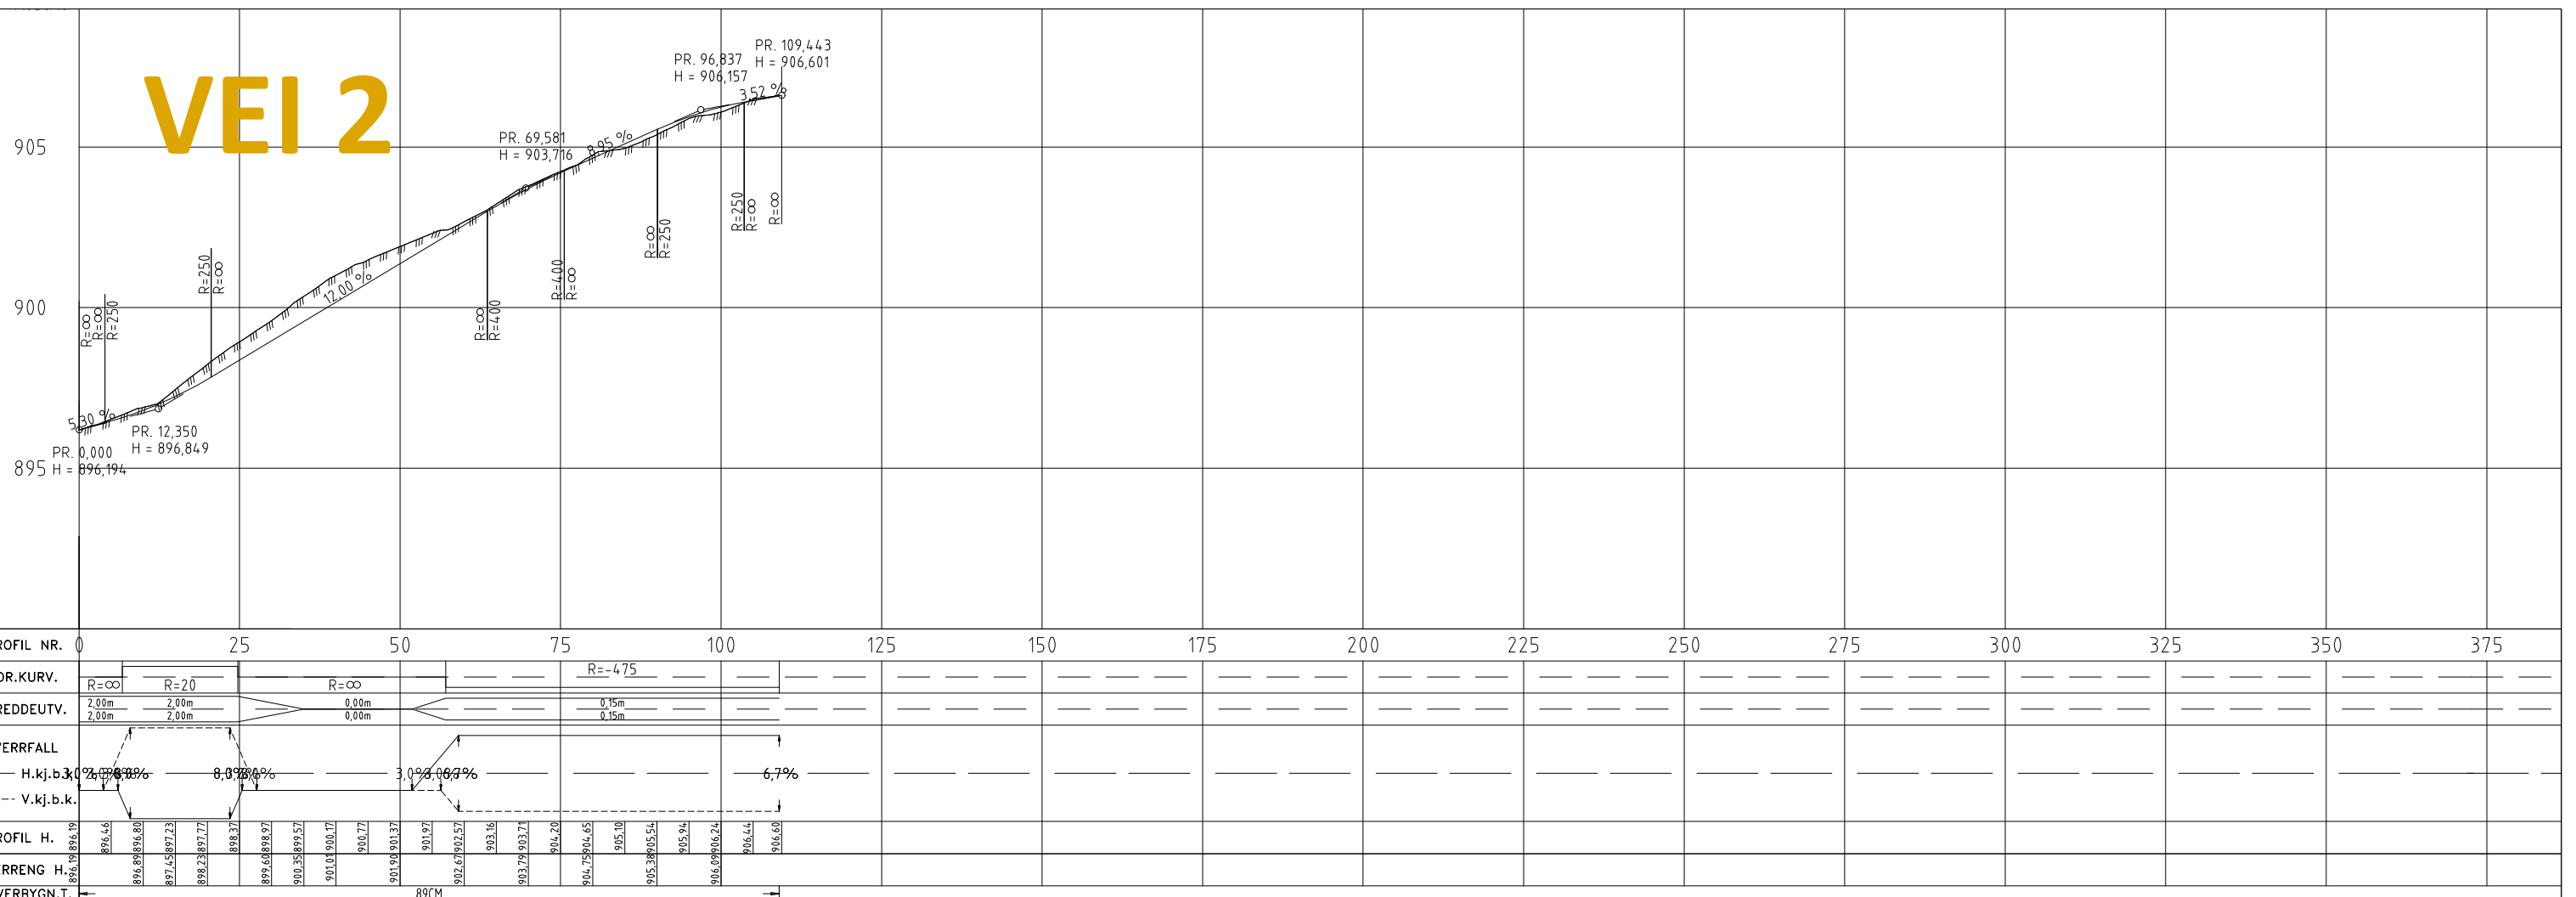 VEI 2
PR. 109,443
H = 906,601
PR. 96,837
H = 906,157
3,52 %
PR. 69,581
H = 903,716
8,95 %
905
R=250
R=∞
R=∞
R=∞
R=250
R=250
R=∞
R=400
R=∞
12,00 %
900
R=∞
R=∞
R=250
R=∞
R=400
5,30 %
PR. 12,350
H = 896,849
PR. 0,000
H = 896,194
895
ROFIL NR. 0 25 50 75 100 125 150 175 200 225 250 275 300 325 350 375
OR.KURV. R=∞ R=20 R=∞ R=-475
REDDEUTV. 2,00m 2,00m 0,00m 0,15m
2,00m 2,00m 0,00m 0,15m
VERRFALL
H.kj.b.k. 3,0% 8,0% 3,0% 6,7% 6,7%
V.kj.b.k.
ROFIL H. 896,19 896,46 896,80 897,23 897,77 898,37 898,97 899,57 900,17 900,77 901,37 901,97 902,57 903,16 903,71 904,20 904,65 905,10 905,54 905,94 906,24 906,44 906,60
ERRENG H. 896,19 896,89 897,45 898,23 899,60 900,35 901,01 901,90 902,67 903,79 904,75 905,38 906,09
VERBYGN.T. 89CM